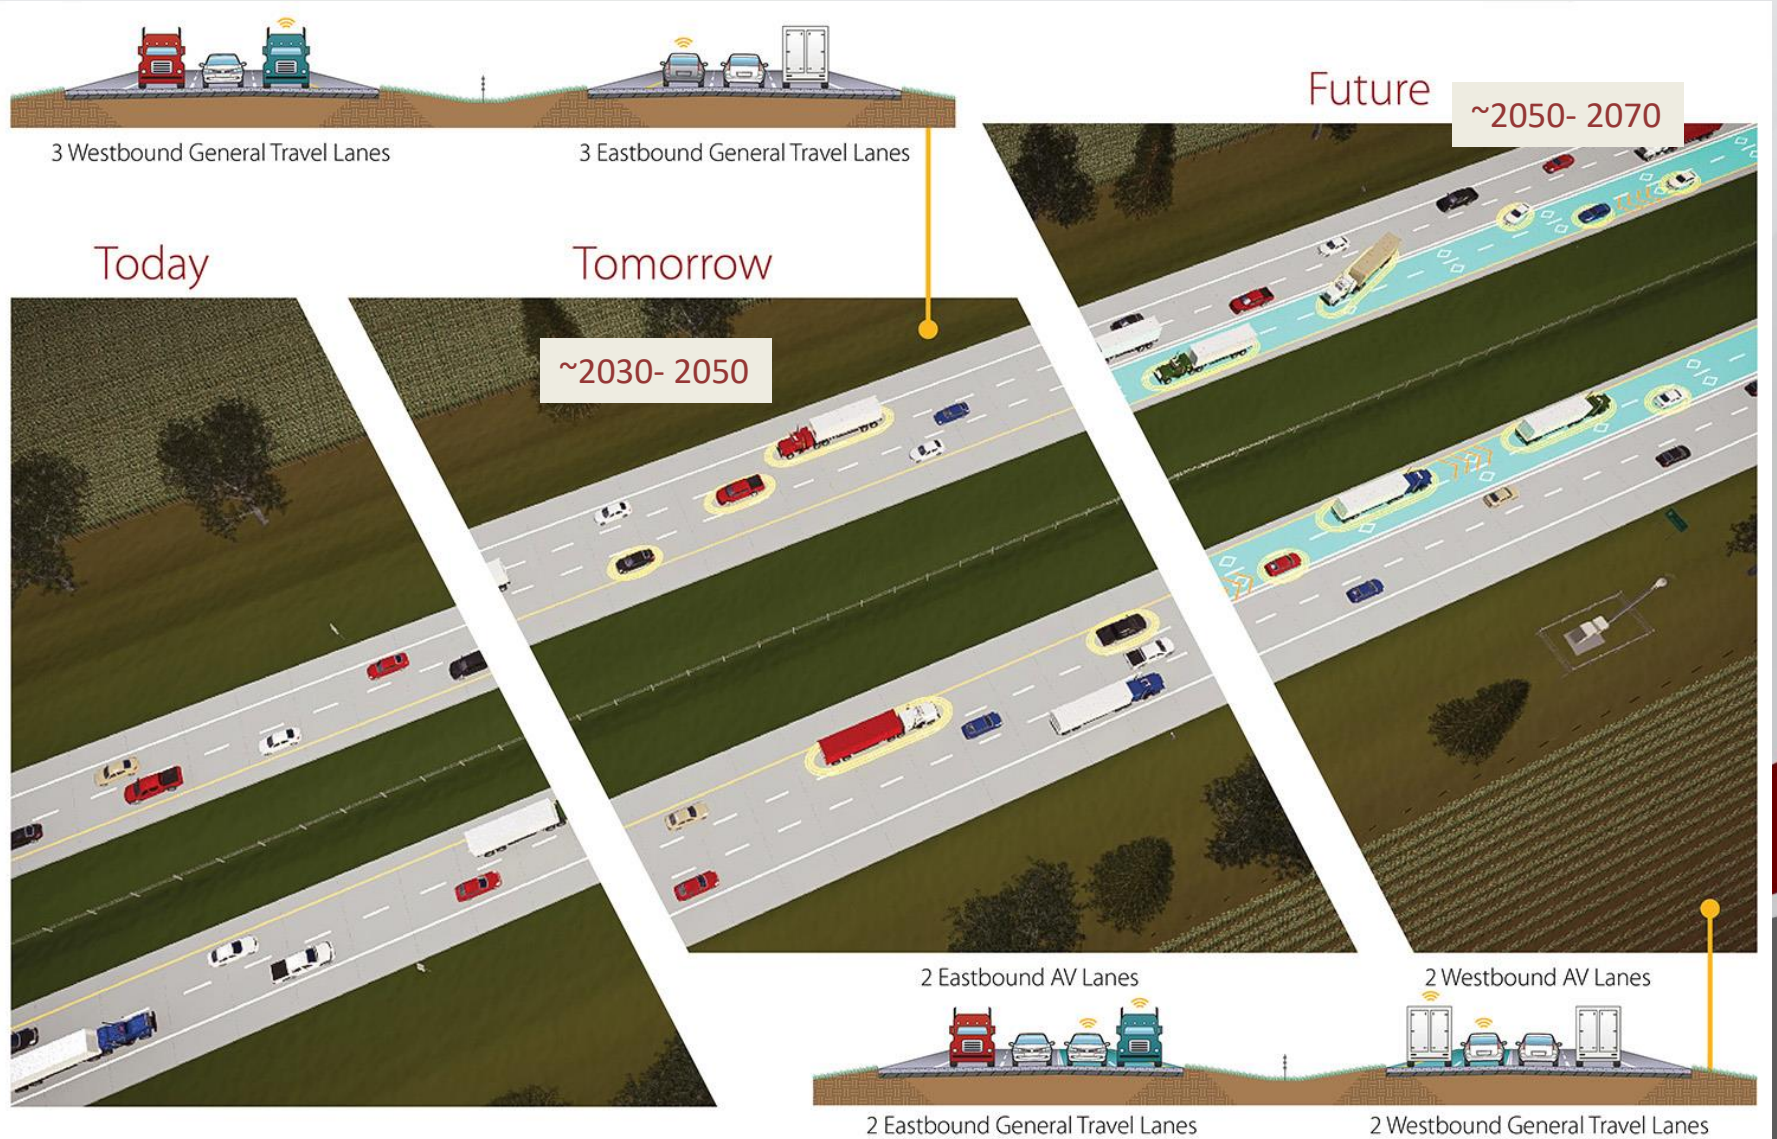 3 Westbound General Travel Lanes
3 Eastbound General Travel Lanes
Today
Tomorrow
~2030- 2050
Future
~2050- 2070
2 Eastbound AV Lanes
2 Westbound AV Lanes
2 Eastbound General Travel Lanes
2 Westbound General Travel Lanes